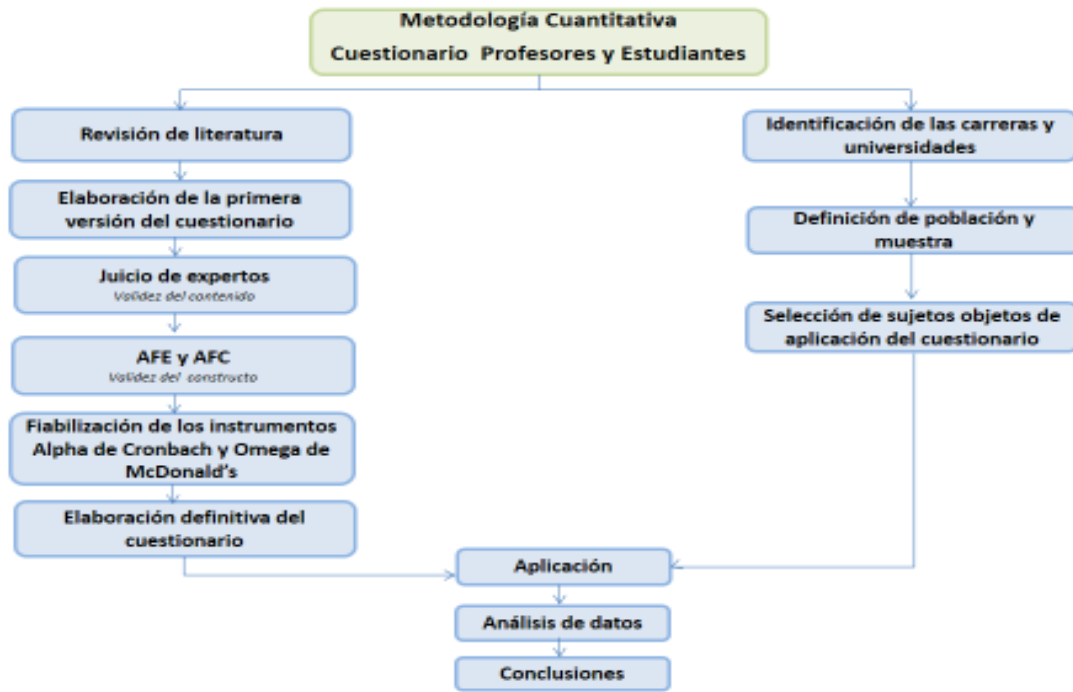 Metodología Cuantitativa
Cuestionario Profesores y Estudiantes
Revisión de literatura
Elaboración de la primera
versión del cuestionario
Juicio de expertos
Validez del contenido
AFE y AFC
Validez del constructo
Fiabilización de los instrumentos
Alpha de Cronbach y Omega de
McDonald's
Elaboración definitiva del
cuestionario
Identificación de las carreras y
universidades
Definición de población y
muestra
Selección de sujetos objetos de
aplicación del cuestionario
Aplicación
Análisis de datos
Conclusiones